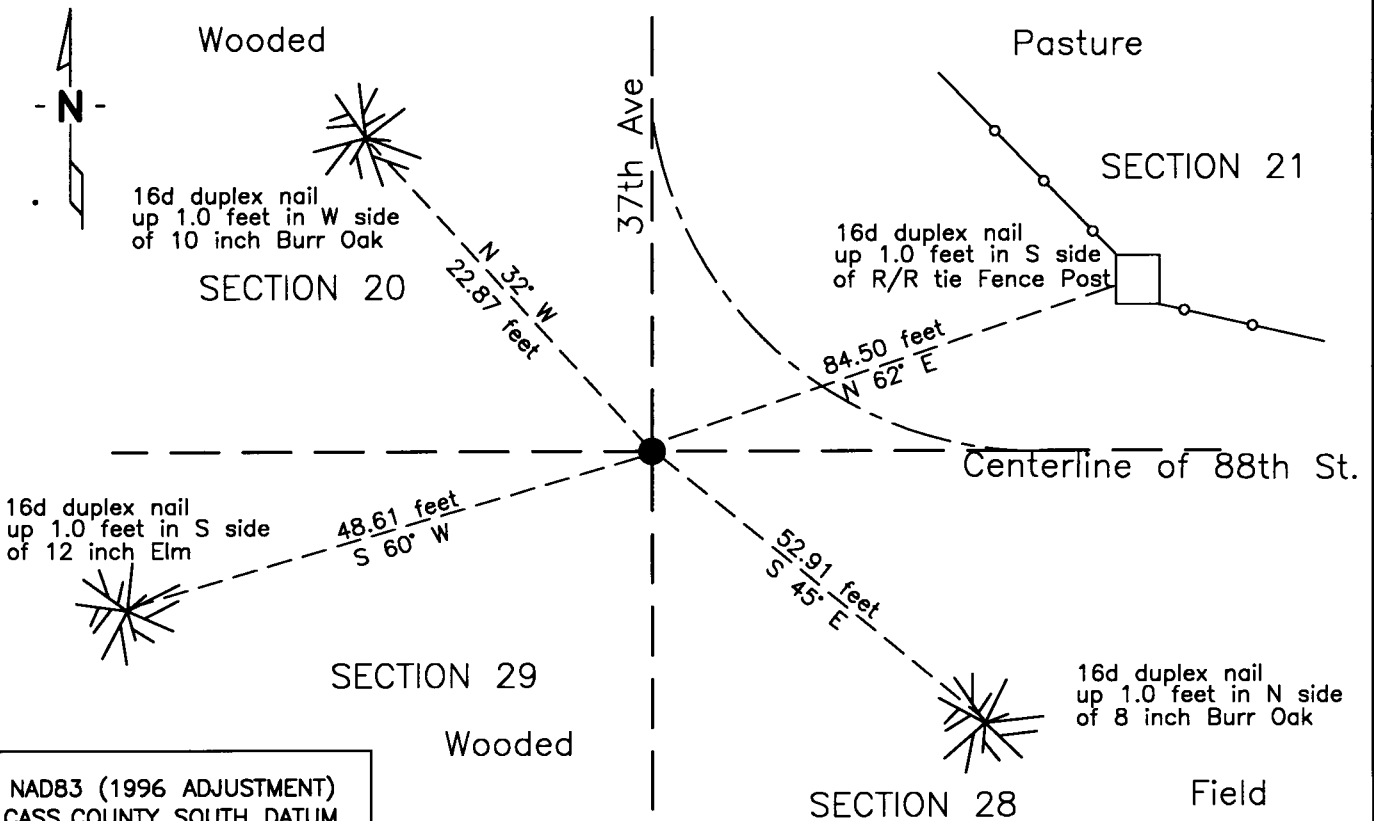 Wooded
Pasture
- N -
37th Ave
SECTION 21
16d duplex nail
up 1.0 feet in W side
of 10 inch Burr Oak
16d duplex nail
up 1.0 feet in S side
of R/R tie Fence Post
SECTION 20
N 32° W
22.87 feet
84.50 feet
N 62° E
Centerline of 88th St.
16d duplex nail
up 1.0 feet in S side
of 12 inch Elm
48.61 feet
S 60° W
52.91 feet
S 45° E
SECTION 29
16d duplex nail
up 1.0 feet in N side
of 8 inch Burr Oak
Wooded
NAD83 (1996 ADJUSTMENT)
CASS COUNTY SOUTH DATUM
SECTION 28
Field